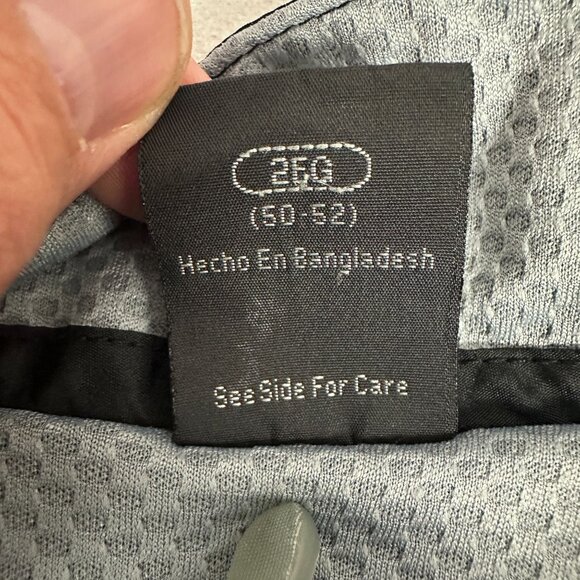 2EG
(50-52)
Hecho En Bangladesh
See Side For Care